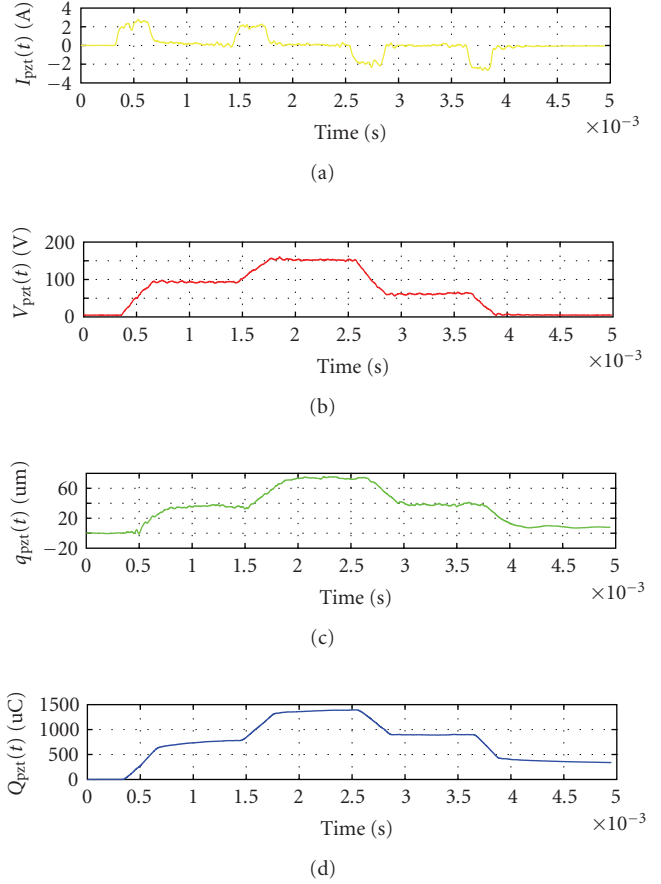 4
2
0
−2
−4
I_pzt(t) (A)
0 0.5 1 1.5 2 2.5 3 3.5 4 4.5 5
Time (s) ×10⁻³
(a)
200
100
0
V_pzt(t) (V)
0 0.5 1 1.5 2 2.5 3 3.5 4 4.5 5
Time (s) ×10⁻³
(b)
60
20
−20
q_pzt(t) (um)
0 0.5 1 1.5 2 2.5 3 3.5 4 4.5 5
Time (s) ×10⁻³
(c)
1500
1000
500
0
Q_pzt(t) (uC)
0 0.5 1 1.5 2 2.5 3 3.5 4 4.5 5
Time (s) ×10⁻³
(d)